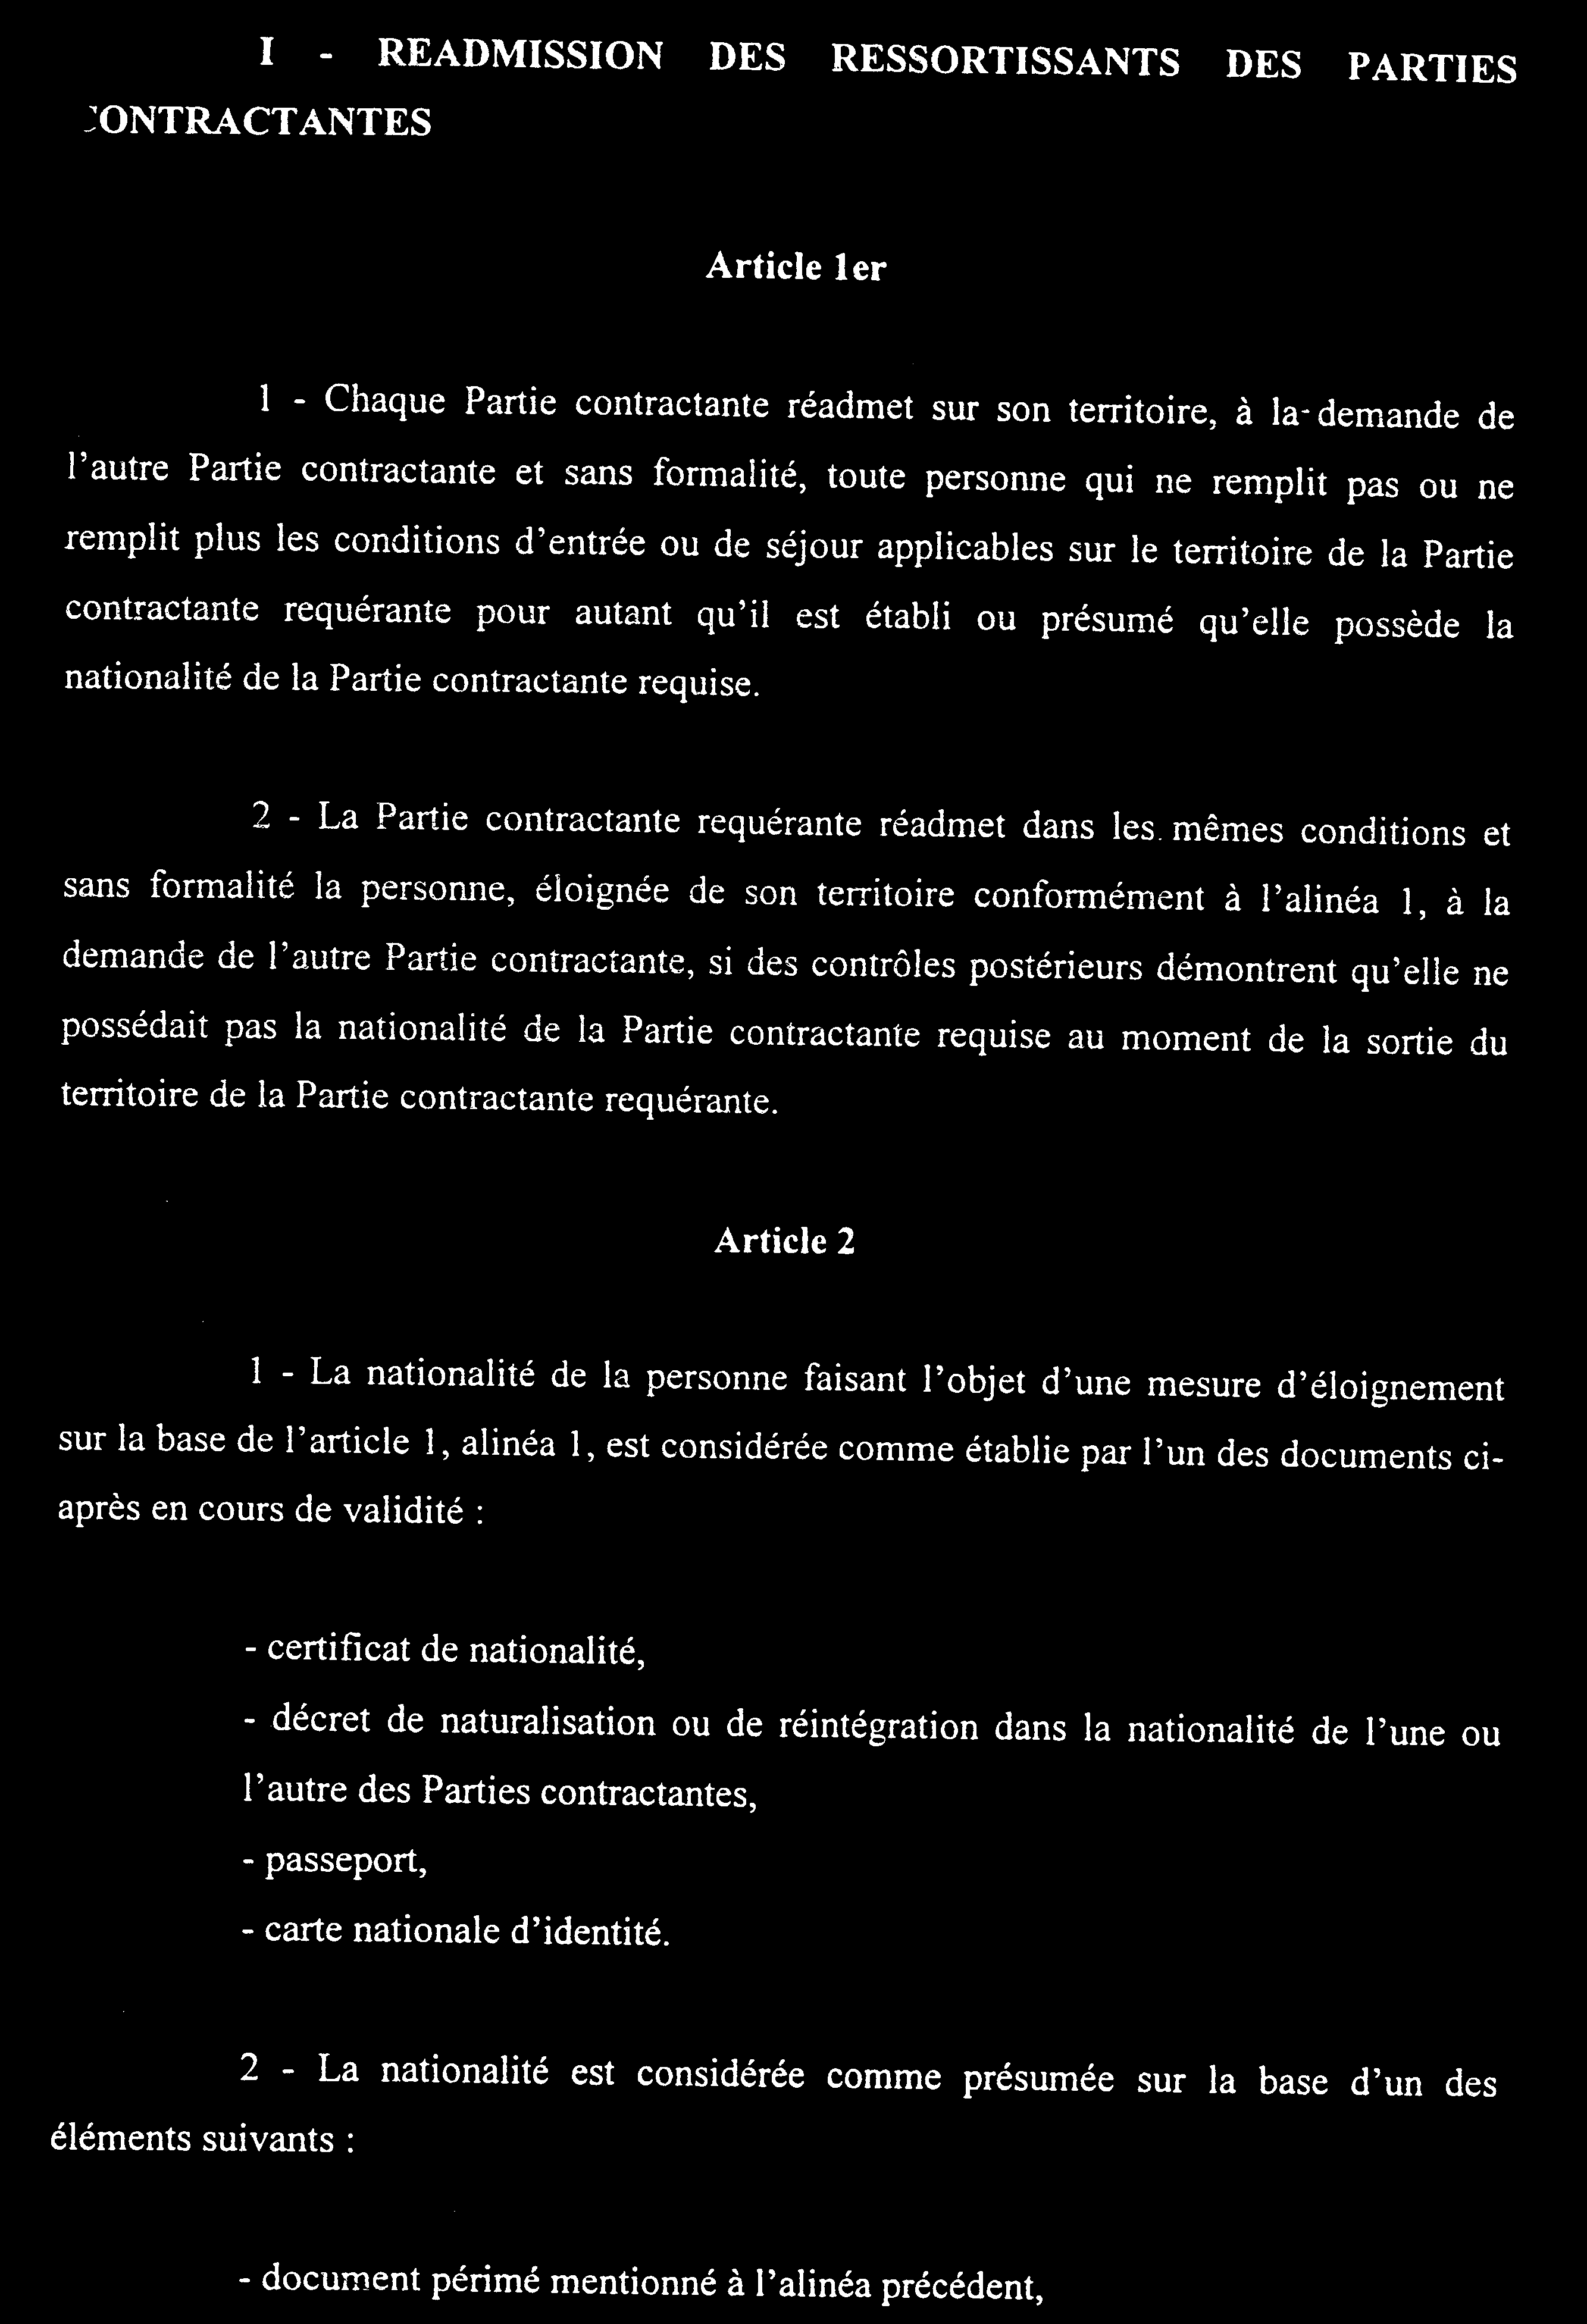 I - READMISSION DES RESSORTISSANTS DES PARTIES
CONTRACTANTES
Article 1er
1 - Chaque Partie contractante réadmet sur son territoire, à la demande de
l'autre Partie contractante et sans formalité, toute personne qui ne remplit pas ou ne
remplit plus les conditions d'entrée ou de séjour applicables sur le territoire de la Partie
contractante requérante pour autant qu'il est établi ou présumé qu'elle possède la
nationalité de la Partie contractante requise.
2 - La Partie contractante requérante réadmet dans les mêmes conditions et
sans formalité la personne, éloignée de son territoire conformément à l'alinéa 1, à la
demande de l'autre Partie contractante, si des contrôles postérieurs démontrent qu'elle ne
possédait pas la nationalité de la Partie contractante requise au moment de la sortie du
territoire de la Partie contractante requérante.
Article 2
1 - La nationalité de la personne faisant l'objet d'une mesure d'éloignement
sur la base de l'article 1, alinéa 1, est considérée comme établie par l'un des documents ci-
après en cours de validité :
- certificat de nationalité,
- décret de naturalisation ou de réintégration dans la nationalité de l'une ou
l'autre des Parties contractantes,
- passeport,
- carte nationale d'identité.
2 - La nationalité est considérée comme présumée sur la base d'un des
éléments suivants :
- document périmé mentionné à l'alinéa précédent,